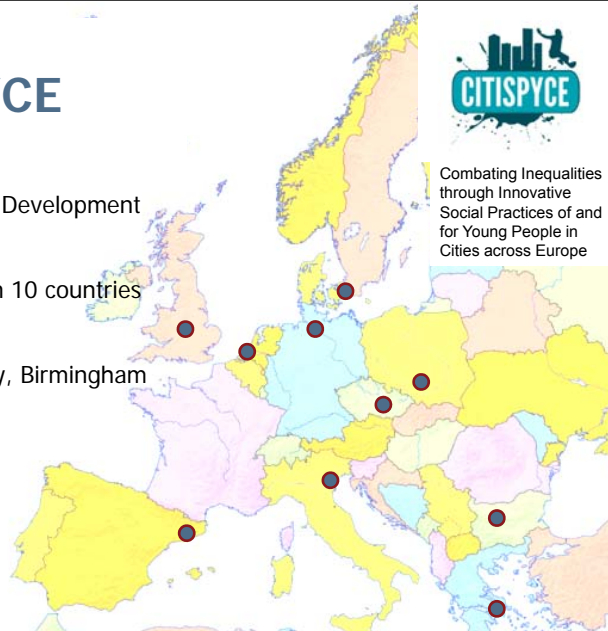 CE
Development
10 countries
, Birmingham
CITISPYCE
Combating Inequalities
through Innovative
Social Practices of and
for Young People in
Cities across Europe